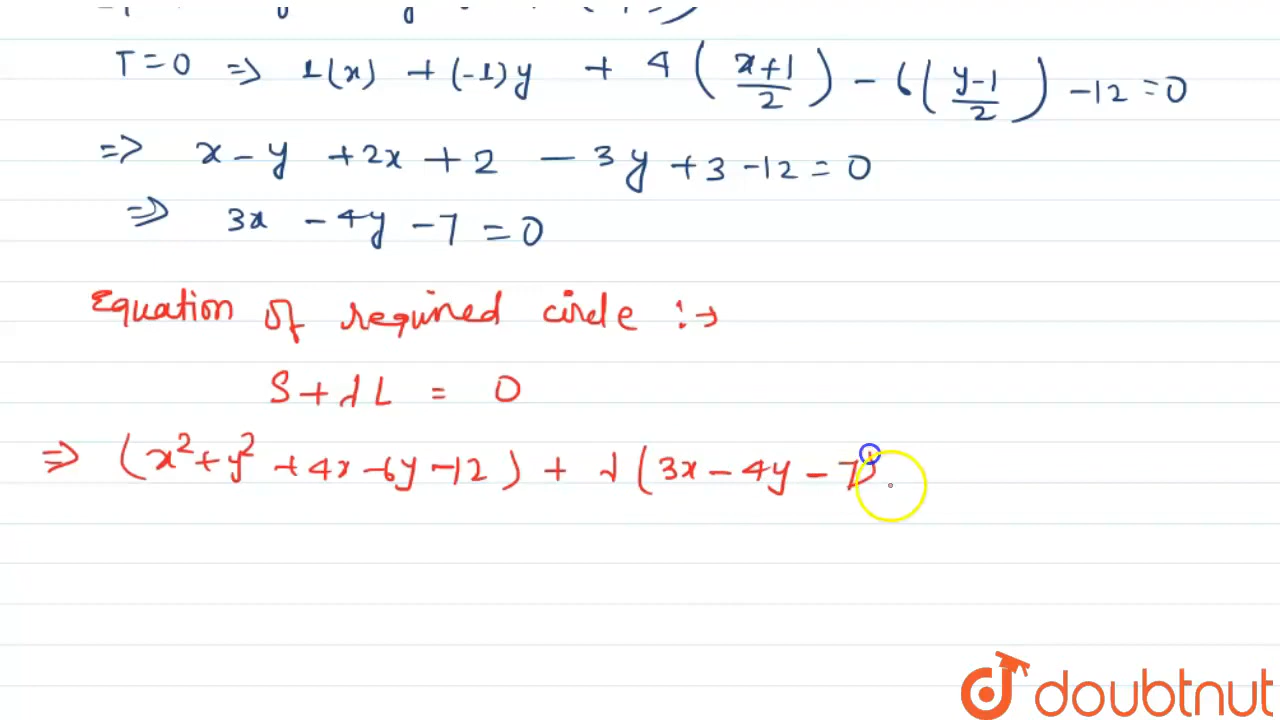 T = 0 => 1(x) + (-1)y + 4 ( x+1/2 ) - 6 ( y-1/2 ) - 12 = 0
=> x - y + 2x + 2 - 3y + 3 - 12 = 0
=> 3x - 4y - 7 = 0
Equation of required circle :→
S + λL = 0
=> (x² + y² + 4x - 6y - 12) + λ(3x - 4y - 7)
doubtnut